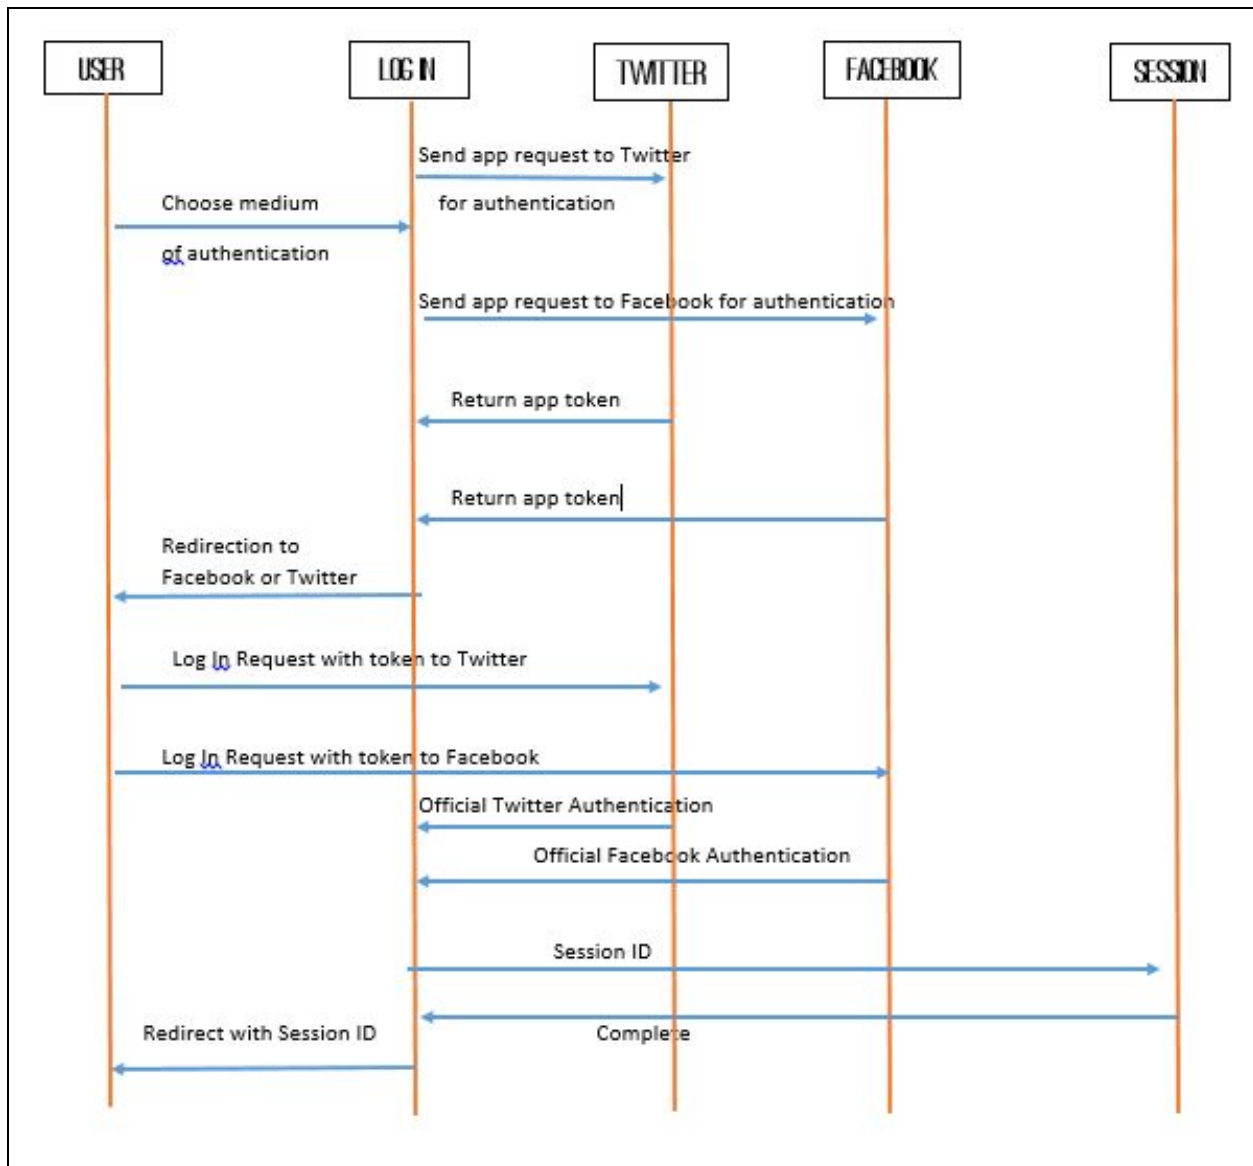 USER
LOG IN
TWITTER
FACEBOOK
SESSION
Send app request to Twitter
for authentication
Choose medium
of authentication
Send app request to Facebook for authentication
Return app token
Return app token
Redirection to
Facebook or Twitter
Log In Request with token to Twitter
Log In Request with token to Facebook
Official Twitter Authentication
Official Facebook Authentication
Session ID
Complete
Redirect with Session ID